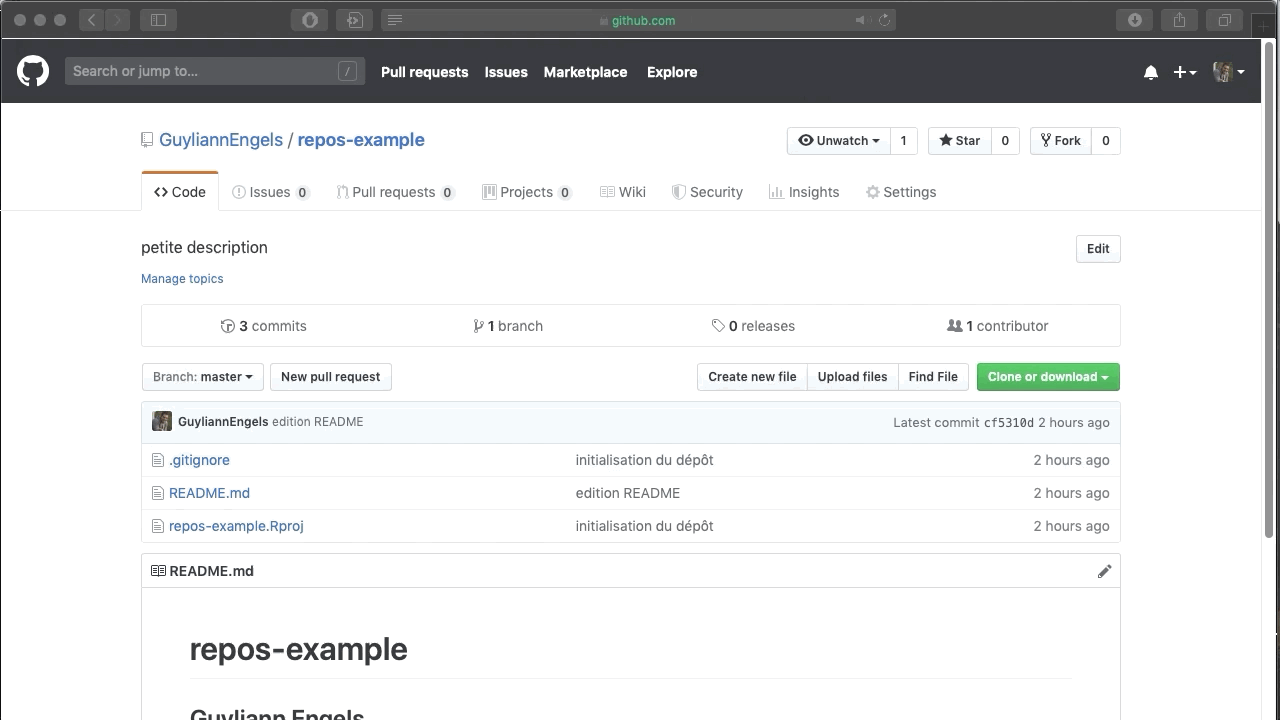 github.com
Search or jump to... /
Pull requests Issues Marketplace Explore
GuyliannEngels / repos-example
Unwatch 1 Star 0 Fork 0
Code Issues 0 Pull requests 0 Projects 0 Wiki Security Insights Settings
petite description
Edit
Manage topics
3 commits 1 branch 0 releases 1 contributor
Branch: master New pull request Create new file Upload files Find File Clone or download
GuyliannEngels edition README Latest commit cf5310d 2 hours ago
.gitignore initialisation du dépôt 2 hours ago
README.md edition README 2 hours ago
repos-example.Rproj initialisation du dépôt 2 hours ago
README.md
repos-example
Guyliann Engels